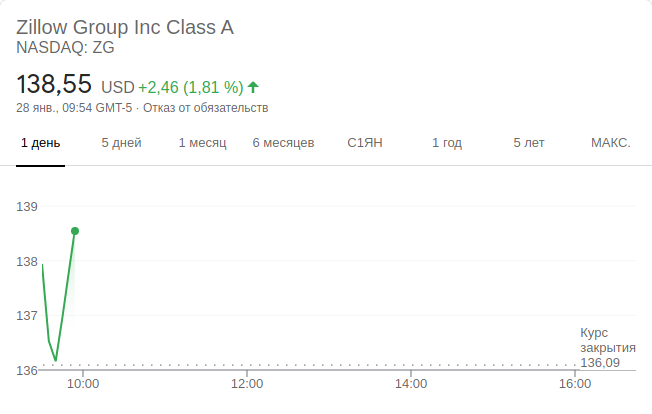 Zillow Group Inc Class A
NASDAQ: ZG
138,55 USD +2,46 (1,81 %)
28 янв., 09:54 GMT-5 · Отказ от обязательств
1 день 5 дней 1 месяц 6 месяцев С1ЯН 1 год 5 лет МАКС.
139
138
137
Курс
закрытия
136,09
136
10:00 12:00 14:00 16:00